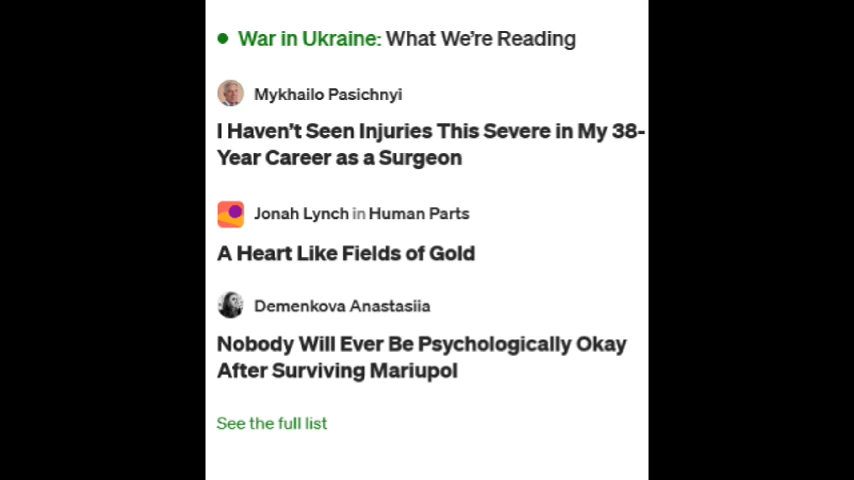 War in Ukraine: What We're Reading
Mykhailo Pasichnyi
I Haven't Seen Injuries This Severe in My 38-
Year Career as a Surgeon
Jonah Lynch in Human Parts
A Heart Like Fields of Gold
Demenkova Anastasiia
Nobody Will Ever Be Psychologically Okay
After Surviving Mariupol
See the full list